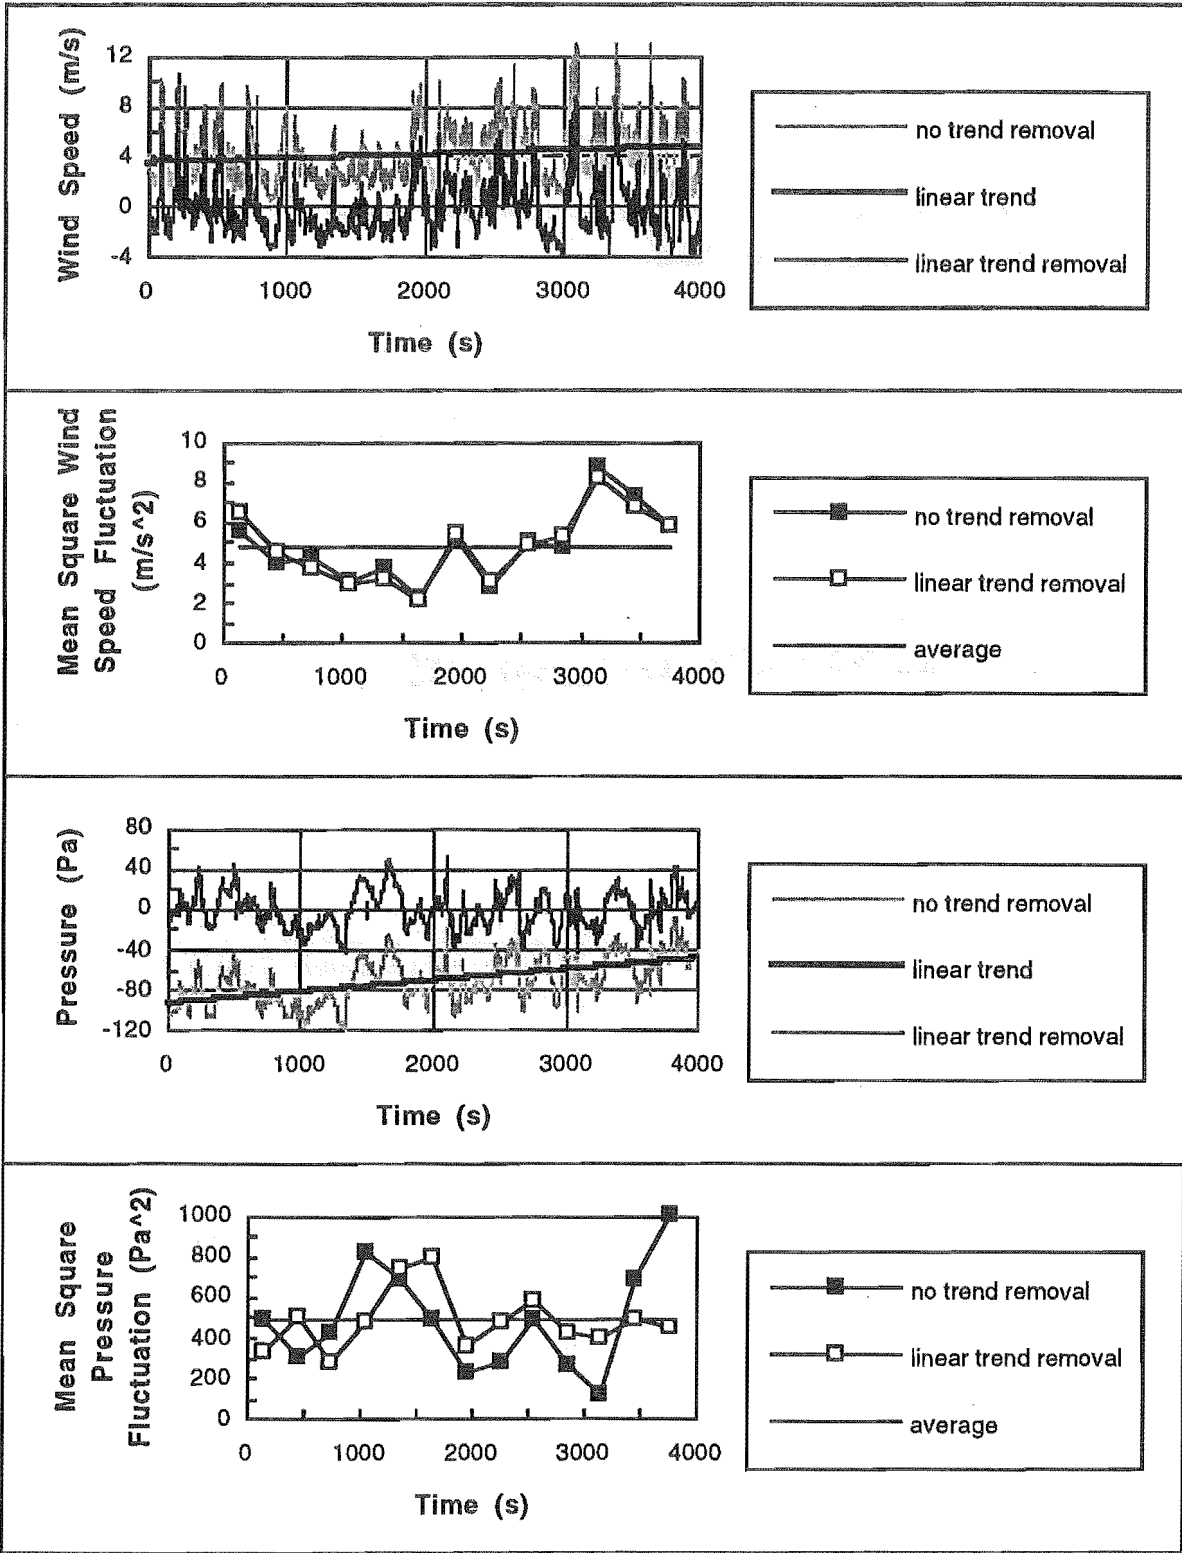 Wind Speed (m/s)
12
8
4
0
-4
0 1000 2000 3000 4000
Time (s)
no trend removal
linear trend
linear trend removal
Mean Square Wind
Speed Fluctuation
(m/s^2)
10
8
6
4
2
0
0 1000 2000 3000 4000
Time (s)
no trend removal
linear trend removal
average
Pressure (Pa)
80
40
0
-40
-80
-120
0 1000 2000 3000 4000
Time (s)
no trend removal
linear trend
linear trend removal
Mean Square
Pressure
Fluctuation (Pa^2)
1000
800
600
400
200
0
0 1000 2000 3000 4000
Time (s)
no trend removal
linear trend removal
average